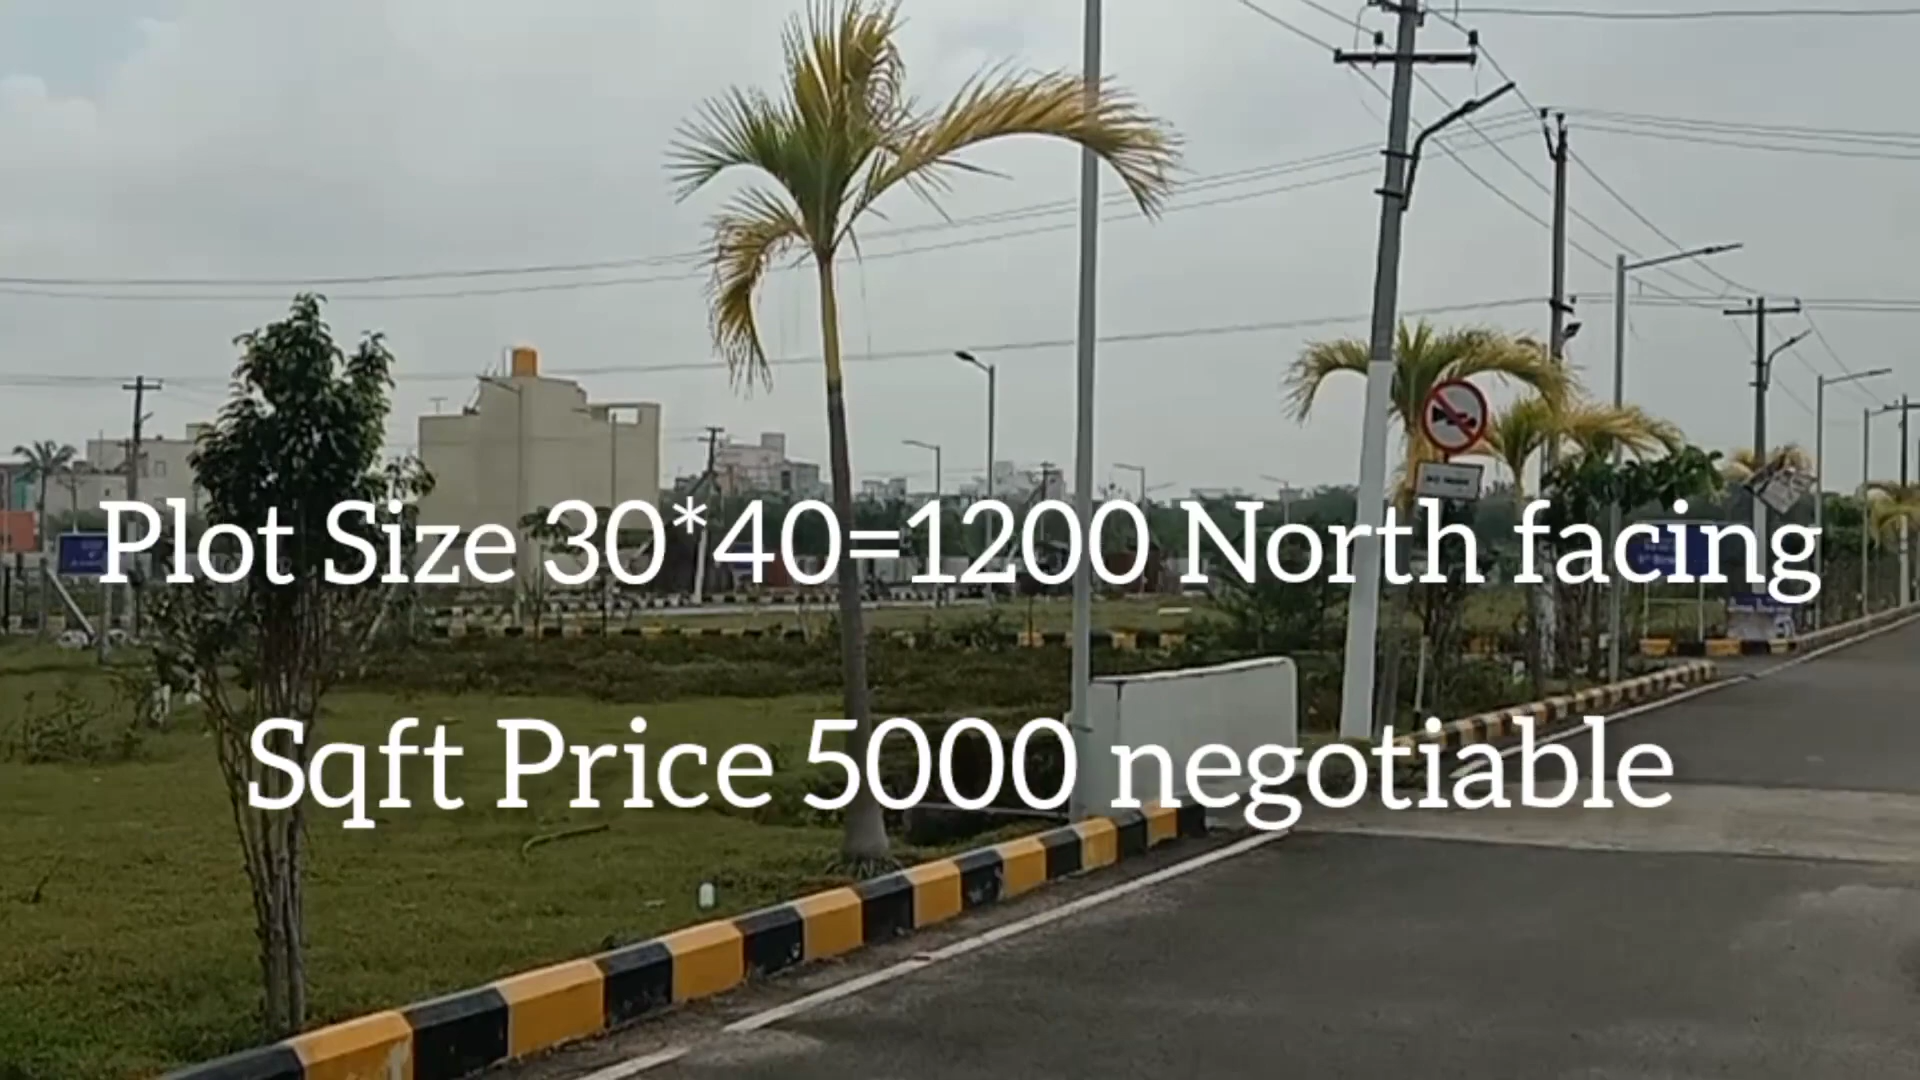 Plot Size 30*40=1200 North facing
Sqft Price 5000 negotiable